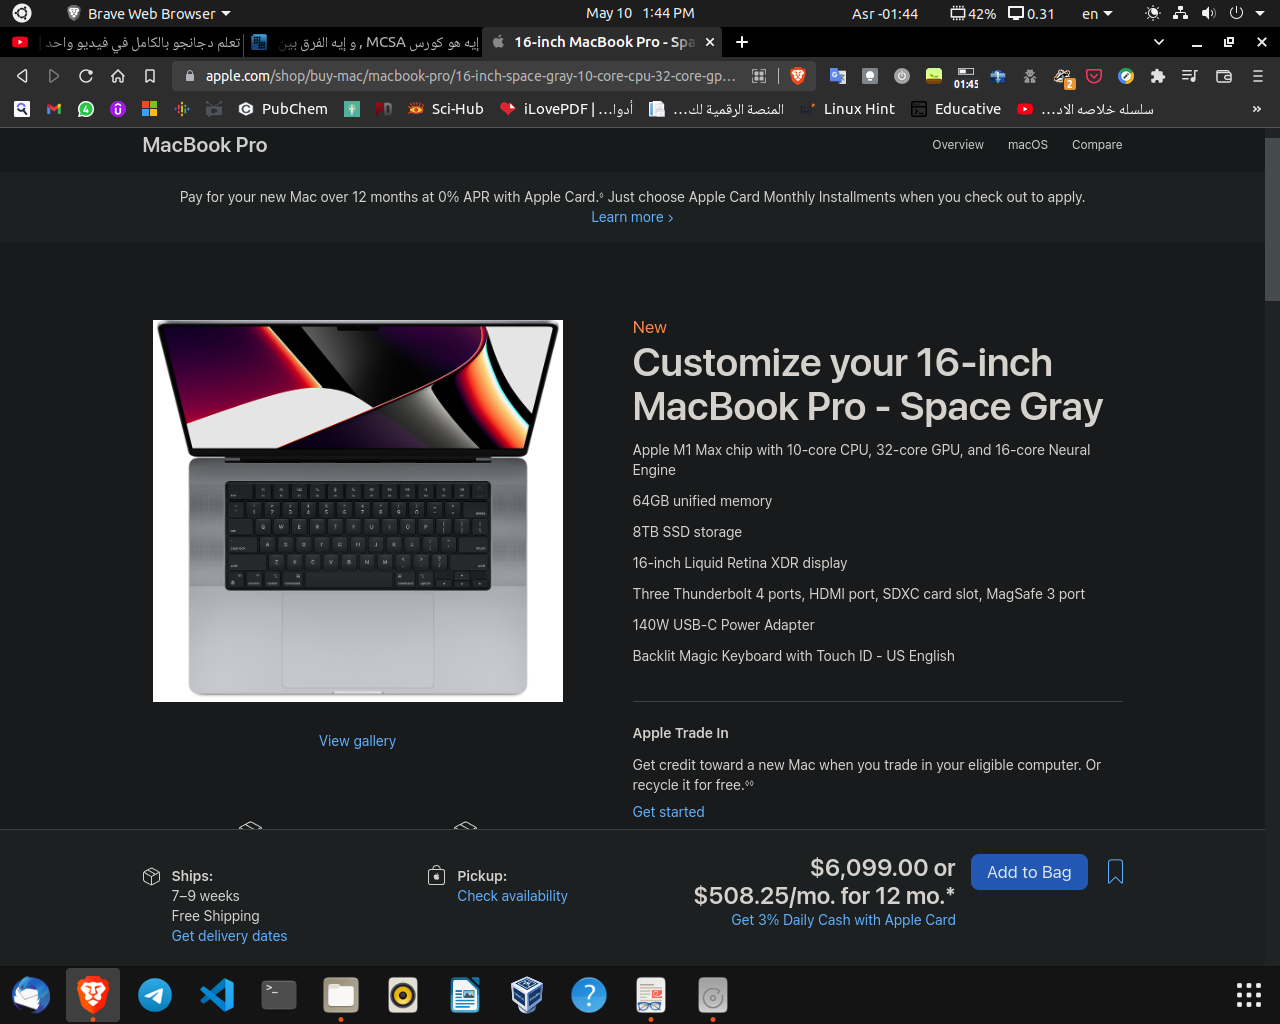 Brave Web Browser
May 10 1:44 PM
Asr -01:44
42%
0.31
en
تعلم دجانجو بالكامل في فيديو واحد
إيه هو كورس MCSA , و إيه الفرق بين
16-inch MacBook Pro - Spa
apple.com/shop/buy-mac/macbook-pro/16-inch-space-gray-10-core-cpu-32-core-gp...
01:45
2
PubChem
Sci-Hub
iLovePDF | أدوا...
المنصة الرقمية لك...
Linux Hint
Educative
سلسله خلاصه الاد...
»
MacBook Pro
Overview
macOS
Compare
Pay for your new Mac over 12 months at 0% APR with Apple Card.◊ Just choose Apple Card Monthly Installments when you check out to apply.
Learn more >
New
Customize your 16-inch
MacBook Pro - Space Gray
Apple M1 Max chip with 10-core CPU, 32-core GPU, and 16-core Neural
Engine
64GB unified memory
8TB SSD storage
16-inch Liquid Retina XDR display
Three Thunderbolt 4 ports, HDMI port, SDXC card slot, MagSafe 3 port
140W USB-C Power Adapter
Backlit Magic Keyboard with Touch ID - US English
View gallery
Apple Trade In
Get credit toward a new Mac when you trade in your eligible computer. Or
recycle it for free.◊◊
Get started
Ships:
7–9 weeks
Free Shipping
Get delivery dates
Pickup:
Check availability
$6,099.00 or
$508.25/mo. for 12 mo.*
Get 3% Daily Cash with Apple Card
Add to Bag